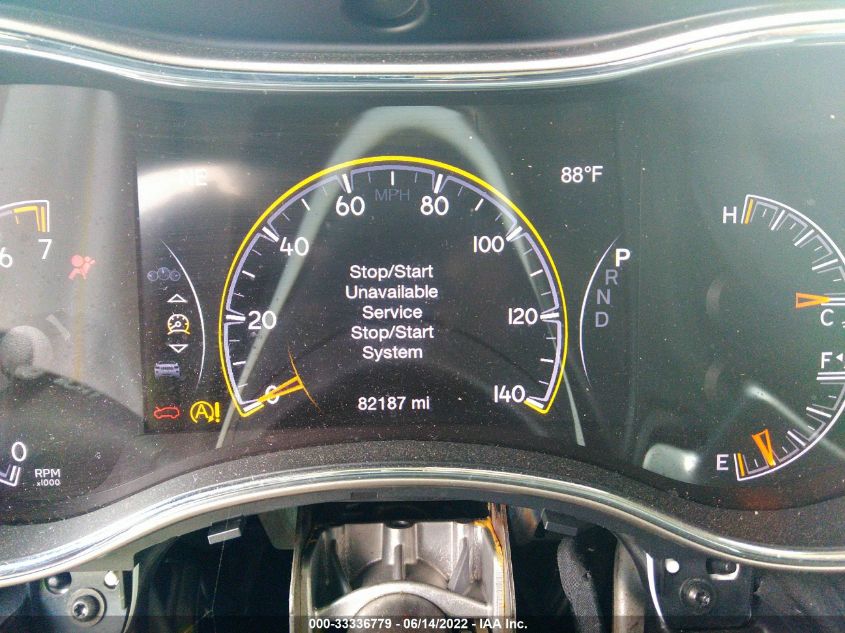 NE
88°F
60 MPH 80
40 100
20 120
0 140
Stop/Start
Unavailable
Service
Stop/Start
System
82187 mi
P
R
N
D
6 7
0
RPM
x1000
A!
H
C
F
E
000-33336779 - 06/14/2022 - IAA Inc.